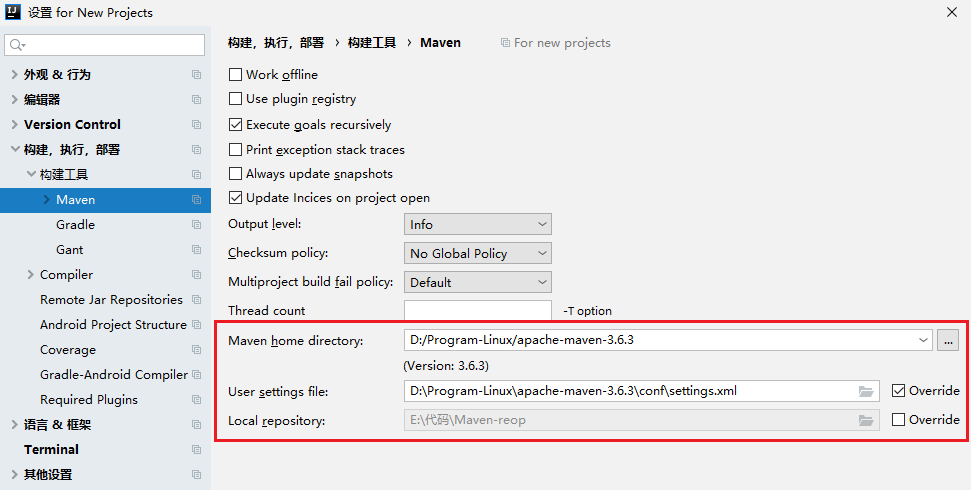 设置 for New Projects
构建，执行，部署 › 构建工具 › Maven For new projects
外观 & 行为
编辑器
Version Control
构建，执行，部署
构建工具
Maven
Gradle
Gant
Compiler
Remote Jar Repositories
Android Project Structure
Coverage
Gradle-Android Compiler
Required Plugins
语言 & 框架
Terminal
其他设置
Work offline
Use plugin registry
Execute goals recursively
Print exception stack traces
Always update snapshots
Update Incices on project open
Output level: Info
Checksum policy: No Global Policy
Multiproject build fail policy: Default
Thread count -T option
Maven home directory: D:/Program-Linux/apache-maven-3.6.3 ...
(Version: 3.6.3)
User settings file: D:\Program-Linux\apache-maven-3.6.3\conf\settings.xml Override
Local repository: E:\代码\Maven-reop Override